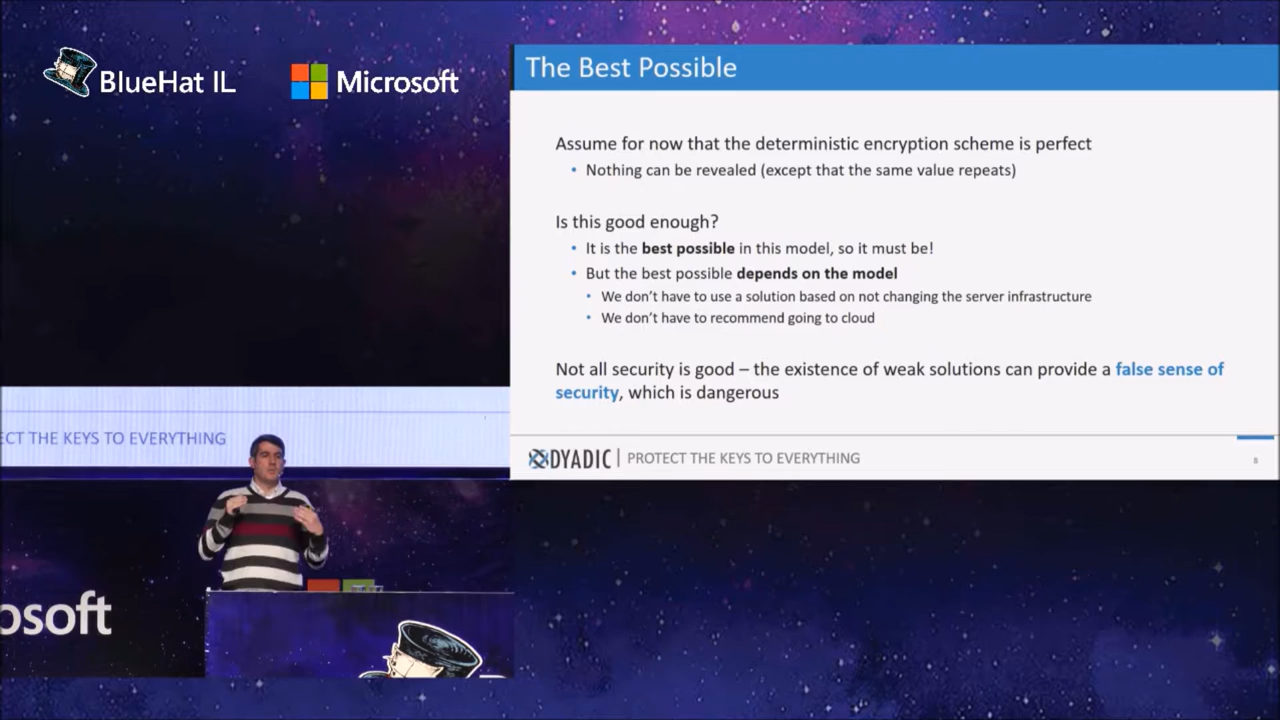 BlueHat IL
Microsoft
The Best Possible
Assume for now that the deterministic encryption scheme is perfect
• Nothing can be revealed (except that the same value repeats)
Is this good enough?
• It is the best possible in this model, so it must be!
• But the best possible depends on the model
• We don't have to use a solution based on not changing the server infrastructure
• We don't have to recommend going to cloud
Not all security is good – the existence of weak solutions can provide a false sense of
security, which is dangerous
DYADIC | PROTECT THE KEYS TO EVERYTHING
8
ECT THE KEYS TO EVERYTHING
osoft